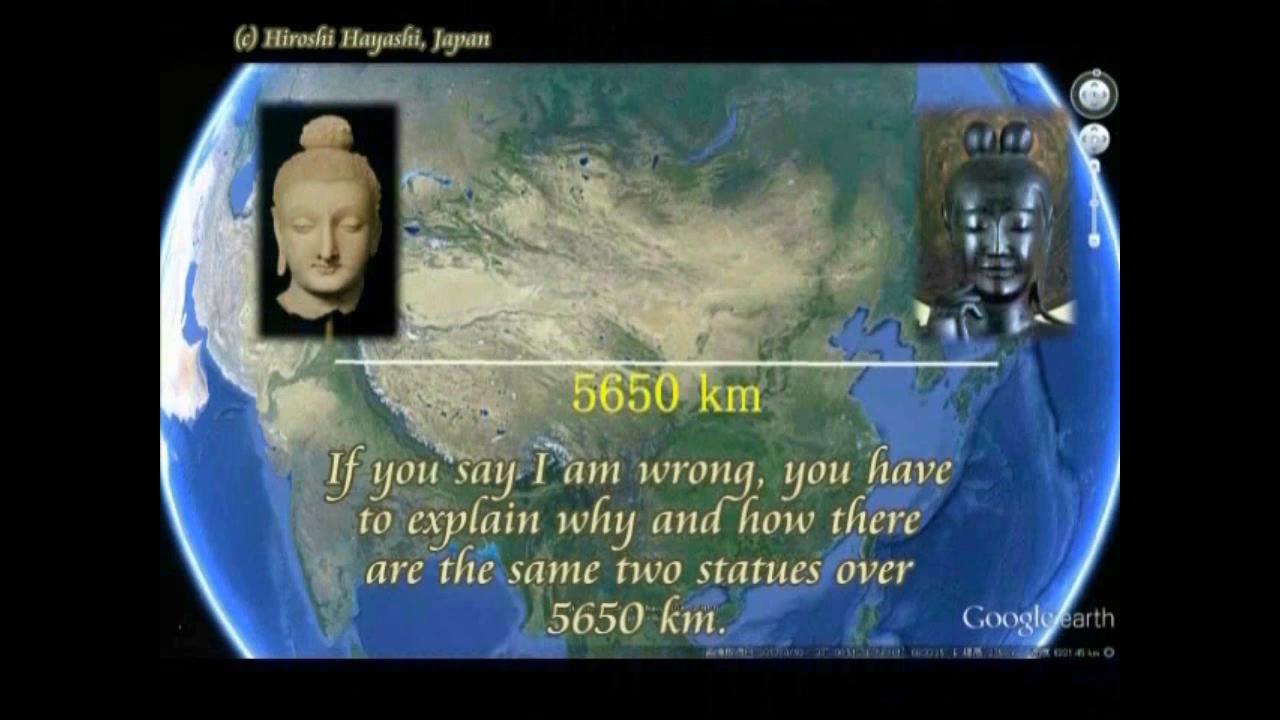 (c) Hiroshi Hayashi, Japan
5650 km
If you say I am wrong, you have
to explain why and how there
are the same two statues over
5650 km.
Google earth